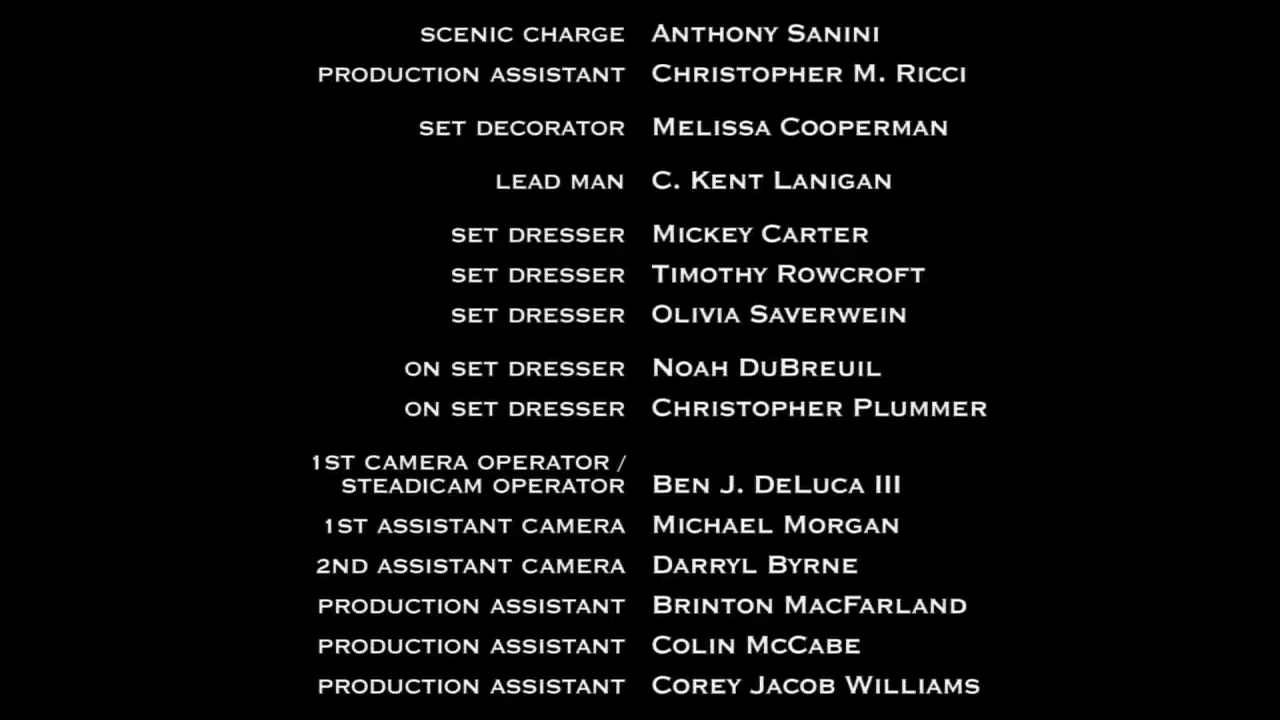 SCENIC CHARGE ANTHONY SANINI
PRODUCTION ASSISTANT CHRISTOPHER M. RICCI
SET DECORATOR MELISSA COOPERMAN
LEAD MAN C. KENT LANIGAN
SET DRESSER MICKEY CARTER
SET DRESSER TIMOTHY ROWCROFT
SET DRESSER OLIVIA SAVERWEIN
ON SET DRESSER NOAH DUBREUIL
ON SET DRESSER CHRISTOPHER PLUMMER
1ST CAMERA OPERATOR /
STEADICAM OPERATOR BEN J. DELUCA III
1ST ASSISTANT CAMERA MICHAEL MORGAN
2ND ASSISTANT CAMERA DARRYL BYRNE
PRODUCTION ASSISTANT BRINTON MACFARLAND
PRODUCTION ASSISTANT COLIN MCCABE
PRODUCTION ASSISTANT COREY JACOB WILLIAMS